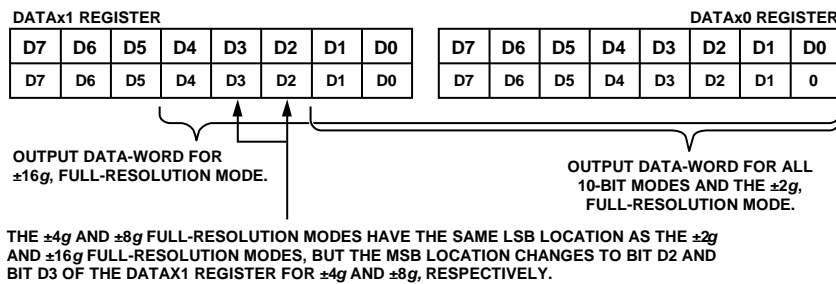 DATAx1 REGISTER
DATAx0 REGISTER
D7 D6 D5 D4 D3 D2 D1 D0
D7 D6 D5 D4 D3 D2 D1 D0
D7 D6 D5 D4 D3 D2 D1 D0
D7 D6 D5 D4 D3 D2 D1 0
OUTPUT DATA-WORD FOR
±16g, FULL-RESOLUTION MODE.
OUTPUT DATA-WORD FOR ALL
10-BIT MODES AND THE ±2g,
FULL-RESOLUTION MODE.
THE ±4g AND ±8g FULL-RESOLUTION MODES HAVE THE SAME LSB LOCATION AS THE ±2g
AND ±16g FULL-RESOLUTION MODES, BUT THE MSB LOCATION CHANGES TO BIT D2 AND
BIT D3 OF THE DATAX1 REGISTER FOR ±4g AND ±8g, RESPECTIVELY.